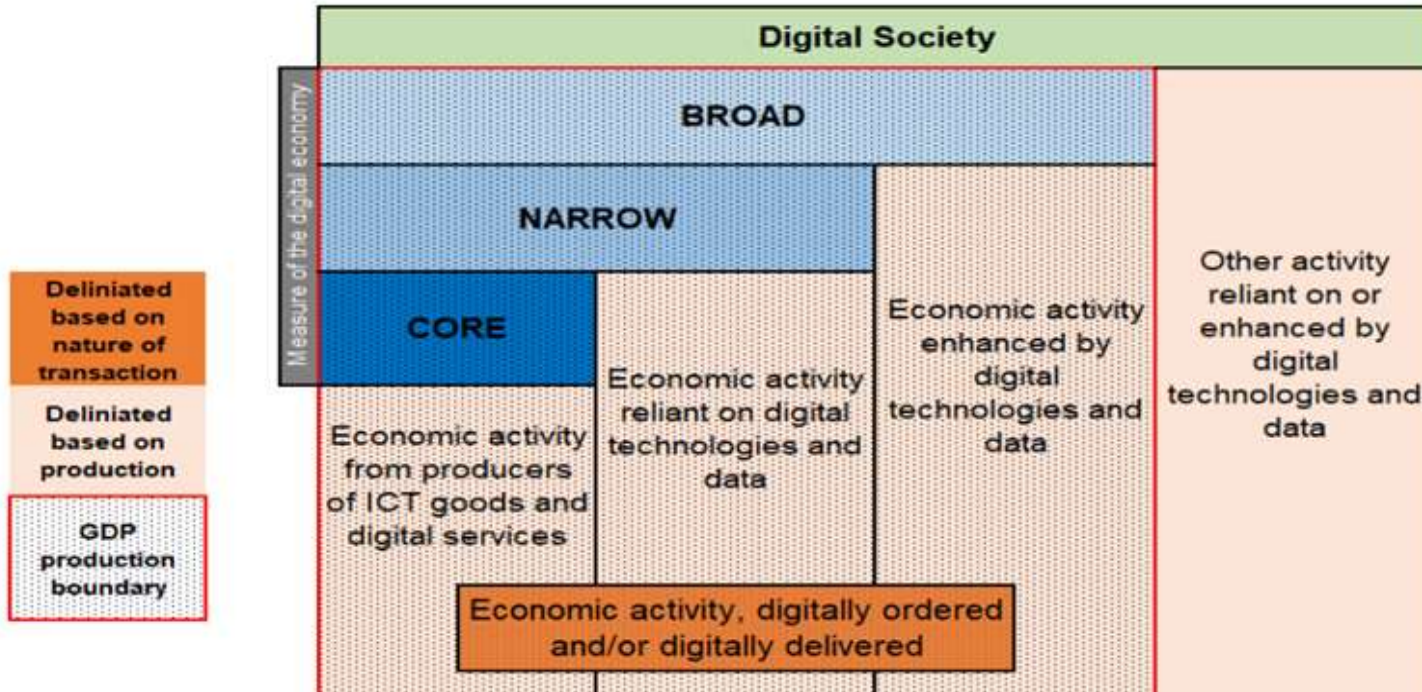 Digital Society
Measure of the digital economy
BROAD
NARROW
CORE
Economic activity
from producers
of ICT goods and
digital services
Economic activity
reliant on digital
technologies and
data
Economic activity
enhanced by
digital
technologies and
data
Other activity
reliant on or
enhanced by
digital
technologies and
data
Economic activity, digitally ordered
and/or digitally delivered
Deliniated
based on
nature of
transaction
Deliniated
based on
production
GDP
production
boundary